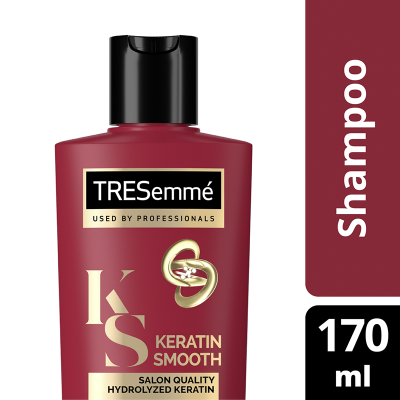 TRESemmé
USED BY PROFESSIONALS
KS
KERATIN
SMOOTH
SALON QUALITY
HYDROLYZED KERATIN
Shampoo
170
ml